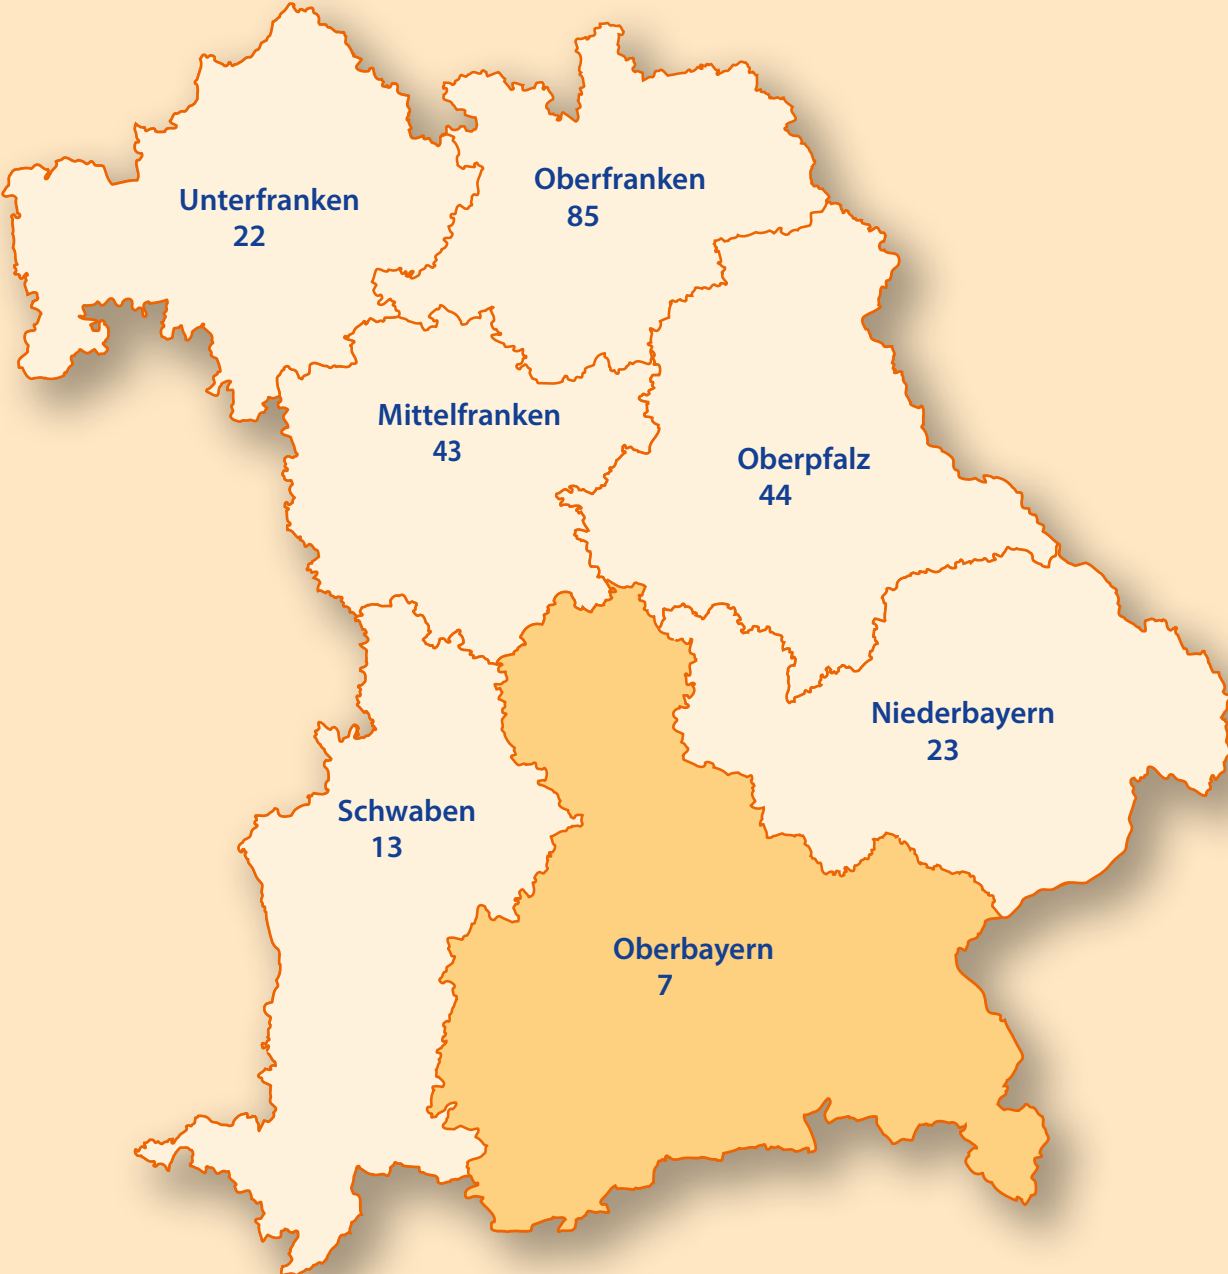 Unterfranken
22
Oberfranken
85
Mittelfranken
43
Oberpfalz
44
Niederbayern
23
Schwaben
13
Oberbayern
7